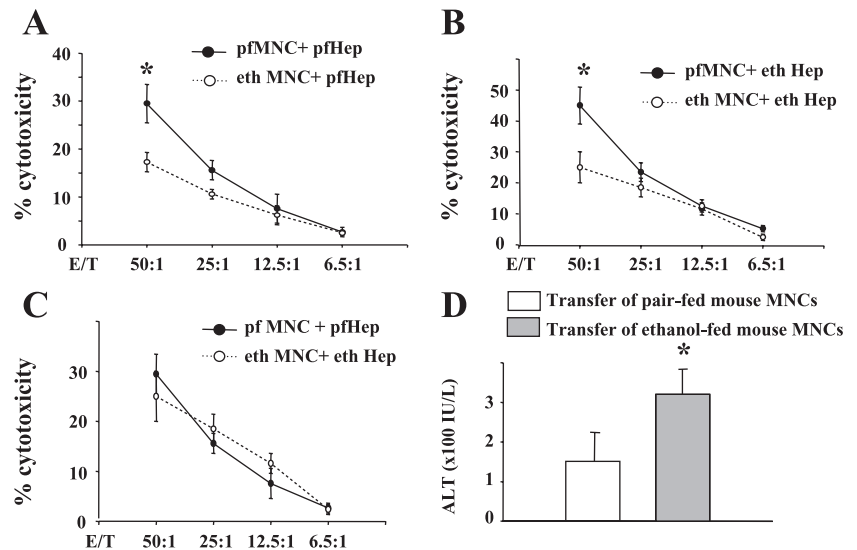 A
pfMNC+ pfHep
eth MNC+ pfHep
% cytotoxicity
40
30
20
10
0
*
E/T 50:1 25:1 12.5:1 6.5:1
B
pfMNC+ eth Hep
eth MNC+ eth Hep
% cytotoxicity
50
40
30
20
10
0
*
E/T 50:1 25:1 12.5:1 6.5:1
C
pf MNC + pfHep
eth MNC+ eth Hep
% cytotoxicity
30
20
10
0
E/T 50:1 25:1 12.5:1 6.5:1
D
Transfer of pair-fed mouse MNCs
Transfer of ethanol-fed mouse MNCs
ALT (x100 IU/L)
3
2
1
0
*